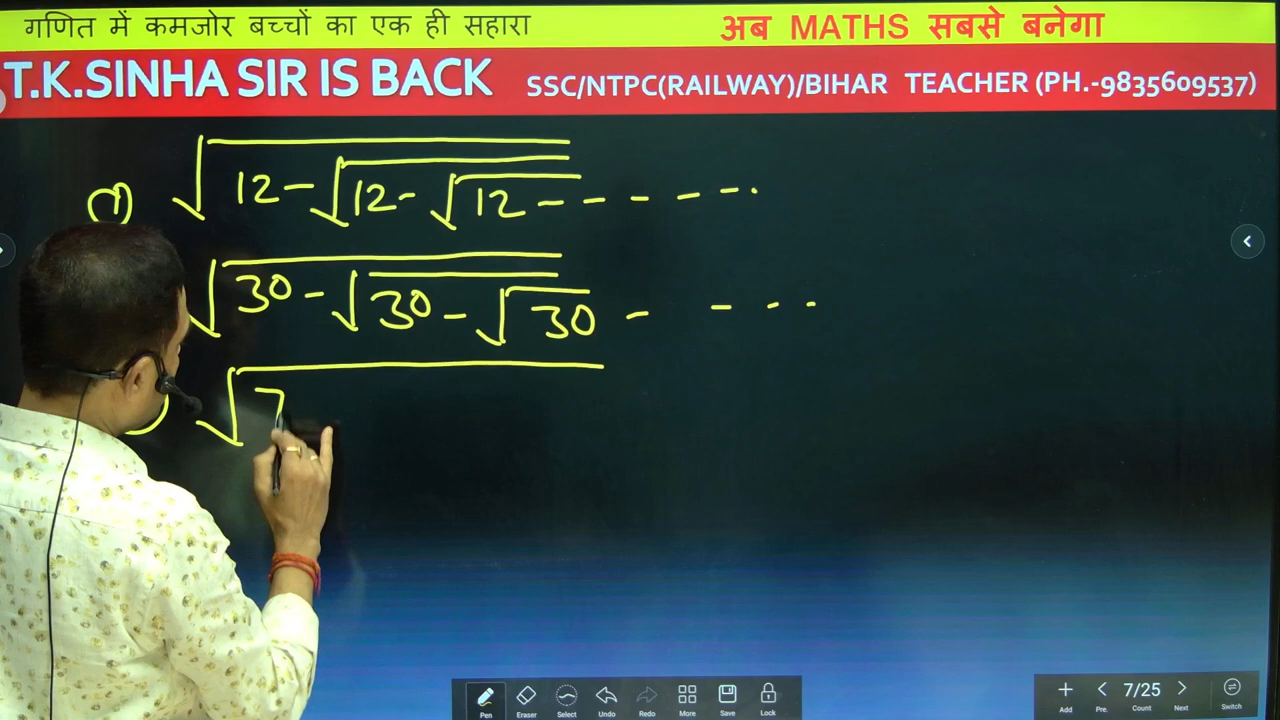 गणित में कमजोर बच्चों का एक ही सहारा अब MATHS सबसे बनेगा
T.K.SINHA SIR IS BACK SSC/NTPC(RAILWAY)/BIHAR TEACHER (PH.-9835609537)
√12-√12-√12-----.
√30-√30-√30- ---
√7
Pen Eraser Select Undo Redo More Save Lock
7/25
Add Pre. Count Next Switch